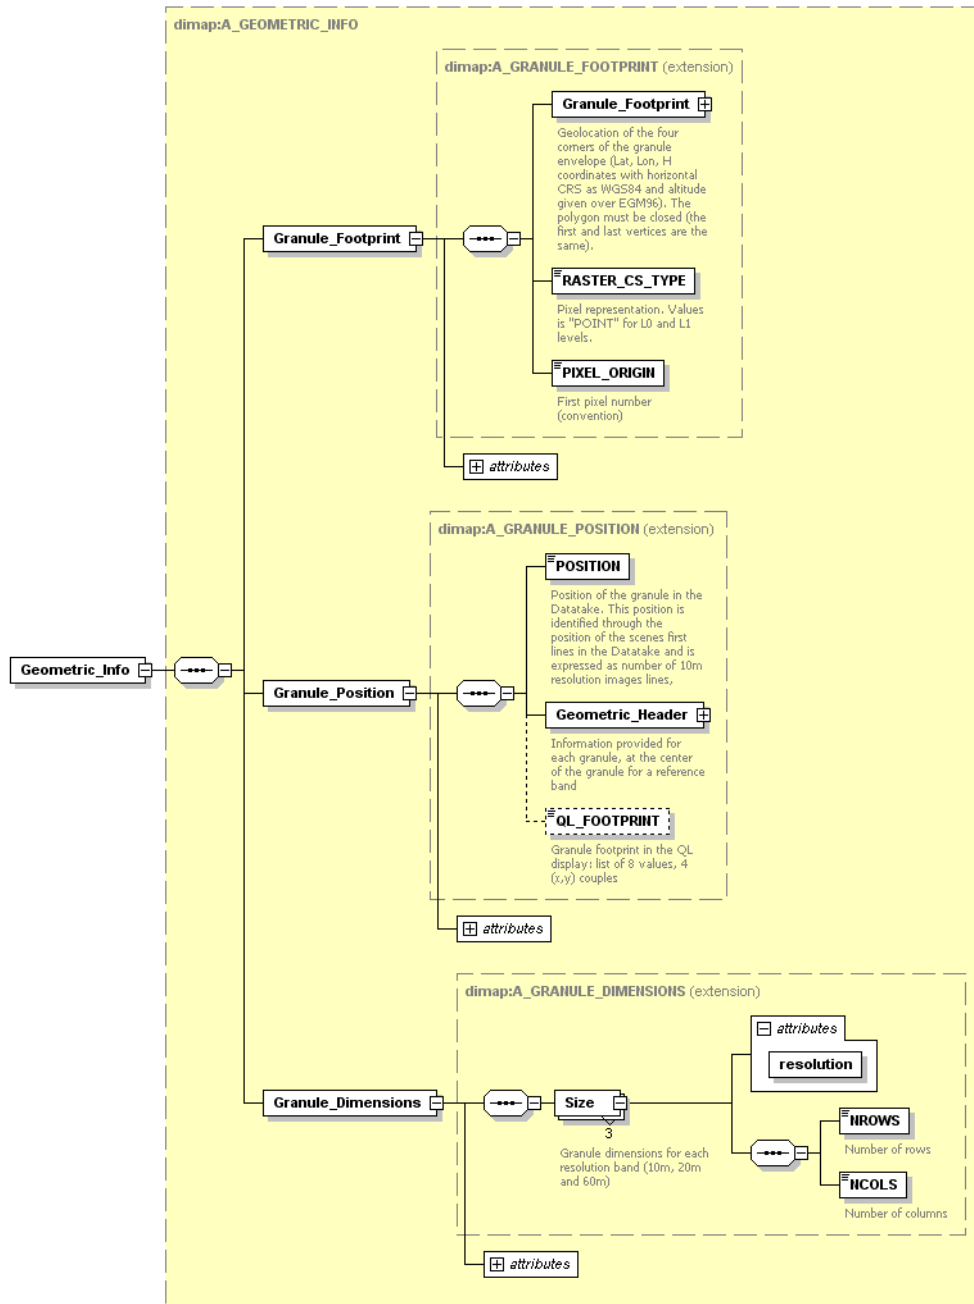 dimap:A_GEOMETRIC_INFO
dimap:A_GRANULE_FOOTPRINT (extension)
Granule_Footprint
Geolocation of the four
corners of the granule
envelope (Lat, Lon, H
coordinates with horizontal
CRS as WGS84 and altitude
given over EGM96). The
polygon must be closed (the
first and last vertices are the
same).
Granule_Footprint
RASTER_CS_TYPE
Pixel representation. Values
is "POINT" for L0 and L1
levels.
PIXEL_ORIGIN
First pixel number
(convention)
attributes
dimap:A_GRANULE_POSITION (extension)
POSITION
Position of the granule in the
Datatake. This position is
identified through the
position of the scenes first
lines in the Datatake and is
expressed as number of 10m
resolution images lines,
Geometric_Info
Granule_Position
Geometric_Header
Information provided for
each granule, at the center
of the granule for a reference
band
QL_FOOTPRINT
Granule footprint in the QL
display: list of 8 values, 4
(x,y) couples
attributes
dimap:A_GRANULE_DIMENSIONS (extension)
attributes
resolution
Granule_Dimensions
Size
3
Granule dimensions for each
resolution band (10m, 20m
and 60m)
NROWS
Number of rows
NCOLS
Number of columns
attributes